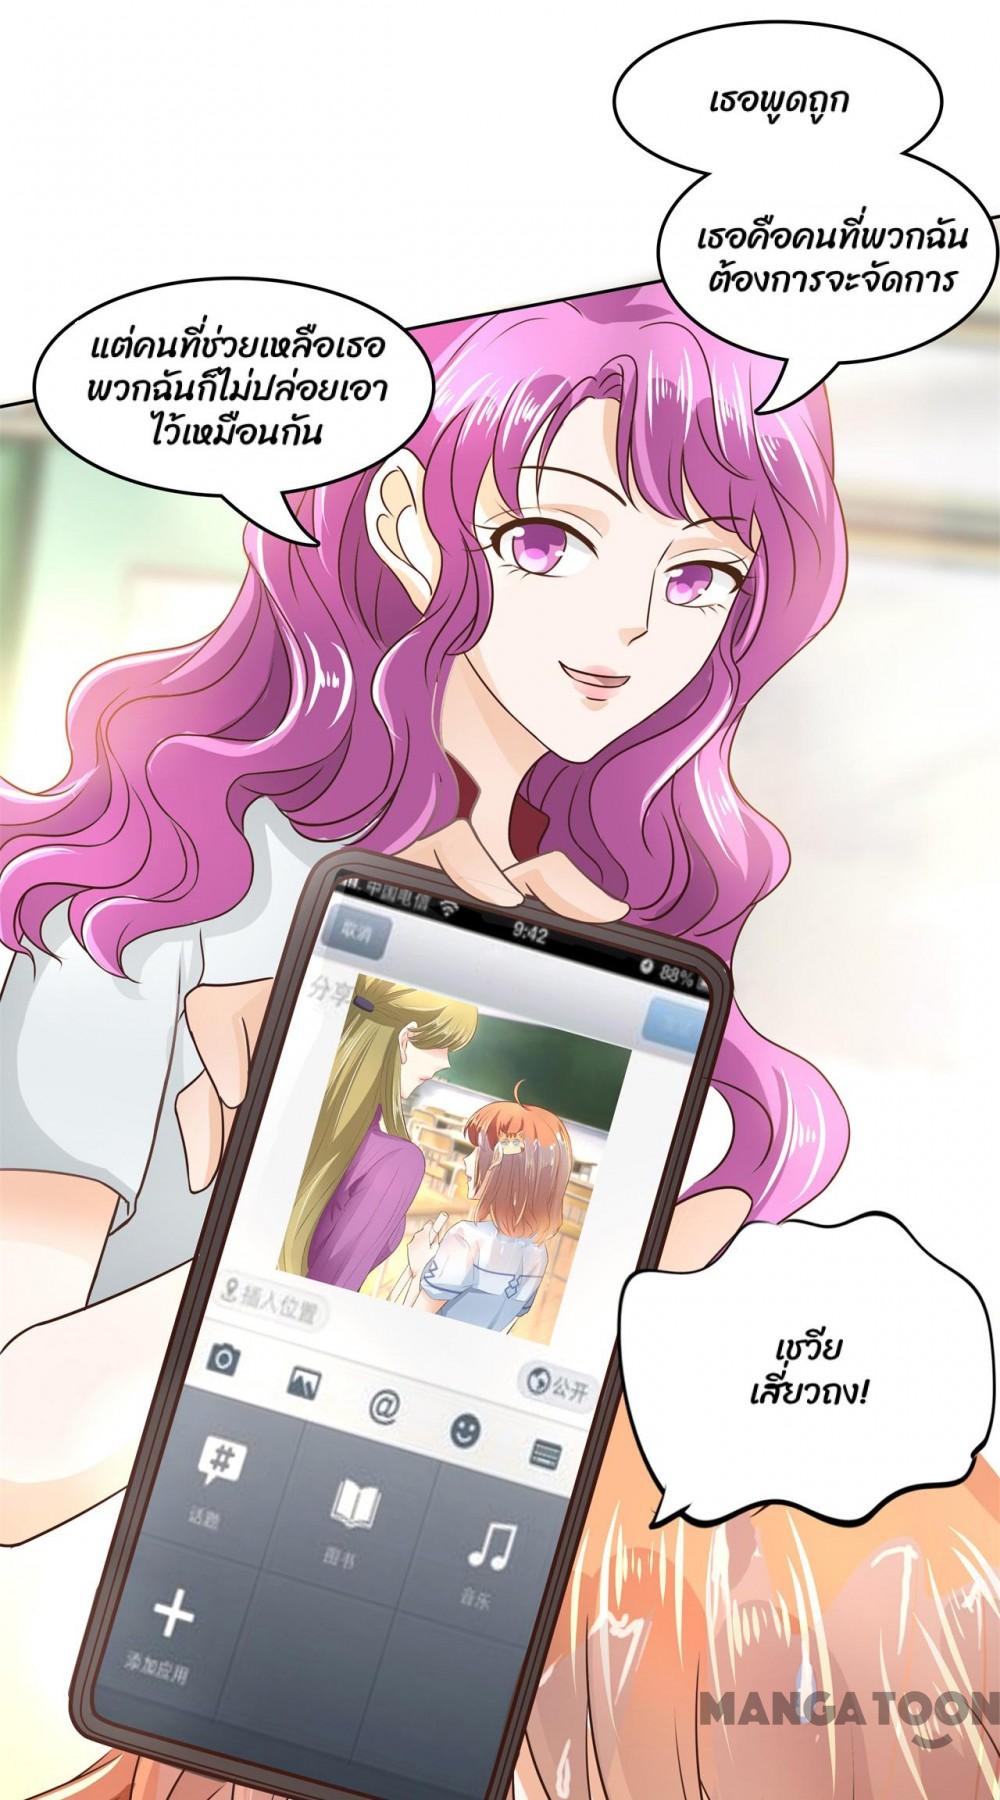 เธอพูดถูก
เธอคือคนที่พวกฉัน
ต้องการจะจัดการ
แต่คนที่ช่วยเหลือเธอ
พวกฉันก็ไม่ปล่อยเอา
ไว้เหมือนกัน
中国电信
9:42
88%
取消
分享
插入位置
公开
@
#
话题
图书
音乐
添加应用
เชวีย
เสี่ยวถง!
MANGATOON